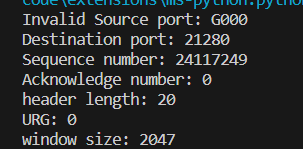 code\extensions\ms-python.python
Invalid Source port: G000
Destination port: 21280
Sequence number: 24117249
Acknowledge number: 0
header length: 20
URG: 0
window size: 2047